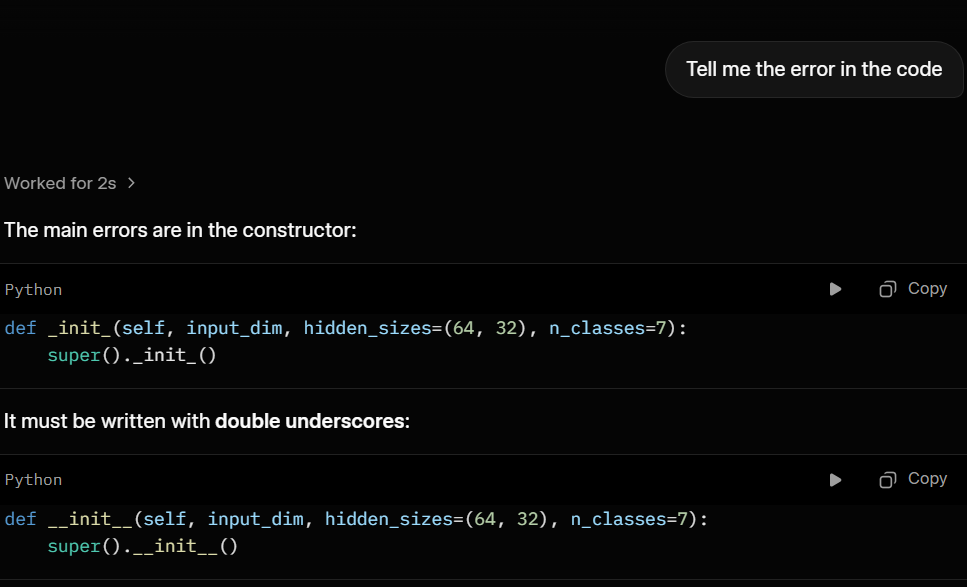 Tell me the error in the code
Worked for 2s
The main errors are in the constructor:
Python
Copy
def _init_(self, input_dim, hidden_sizes=(64, 32), n_classes=7):
    super()._init_()
It must be written with double underscores:
Python
Copy
def __init__(self, input_dim, hidden_sizes=(64, 32), n_classes=7):
    super().__init__()